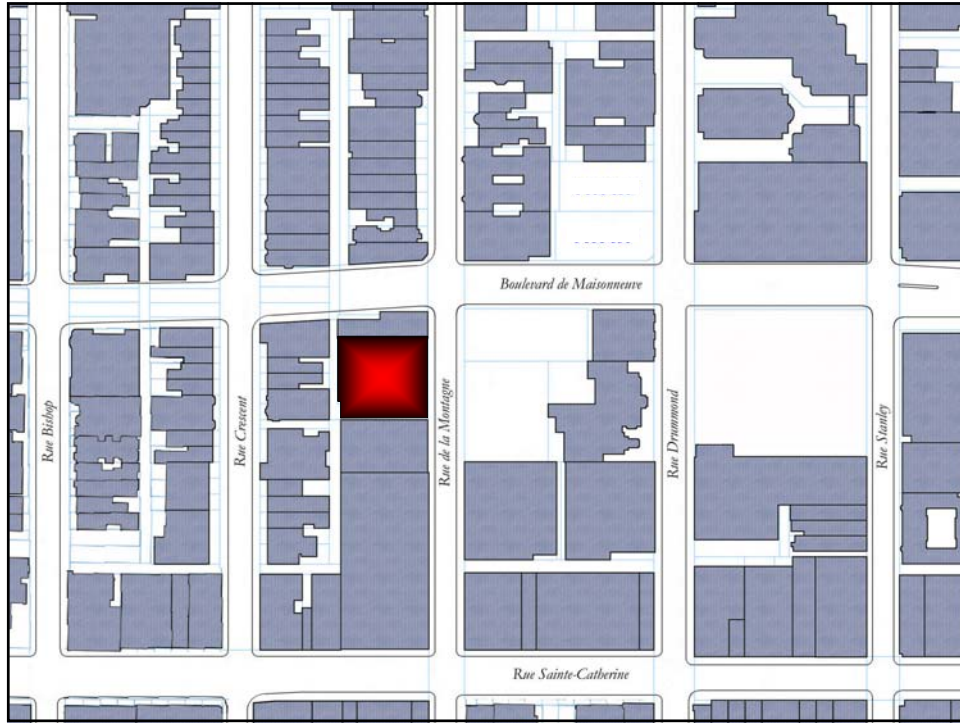 Boulevard de Maisonneuve
Rue Bishop
Rue Crescent
Rue de la Montagne
Rue Drummond
Rue Stanley
Rue Sainte-Catherine